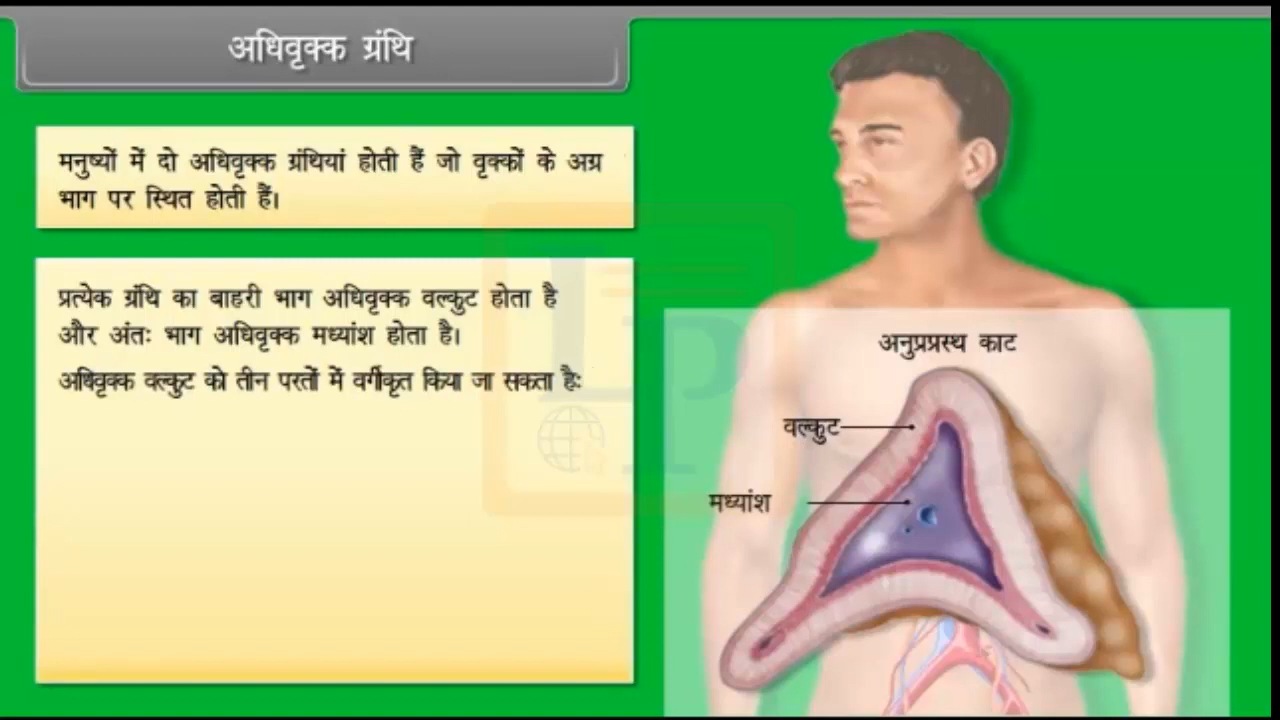 अधिवृक्क ग्रंथि
मनुष्यों में दो अधिवृक्क ग्रंथियां होती हैं जो वृक्कों के अग्र
भाग पर स्थित होती हैं।
प्रत्येक ग्रंथि का बाहरी भाग अधिवृक्क वल्कुट होता है
और अंतः भाग अधिवृक्क मध्यांश होता है।
अधिवृक्क वल्कुट को तीन परतों में वर्गीकृत किया जा सकता हैः
अनुप्रप्रस्थ काट
वल्कुट
मध्यांश